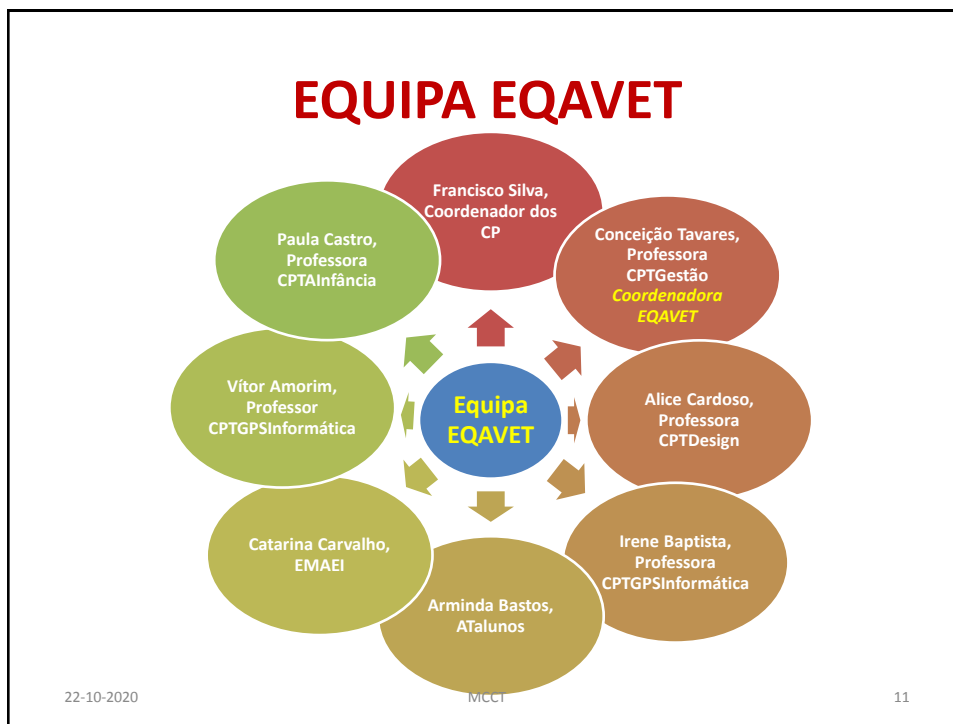 EQUIPA EQAVET
Francisco Silva,
Coordenador dos
CP
Conceição Tavares,
Professora
CPTGestão
Coordenadora
EQAVET
Alice Cardoso,
Professora
CPTDesign
Irene Baptista,
Professora
CPTGPSInformática
Arminda Bastos,
ATalunos
Catarina Carvalho,
EMAEI
Vítor Amorim,
Professor
CPTGPSInformática
Paula Castro,
Professora
CPTAInfância
Equipa
EQAVET
22-10-2020
MCCT
11